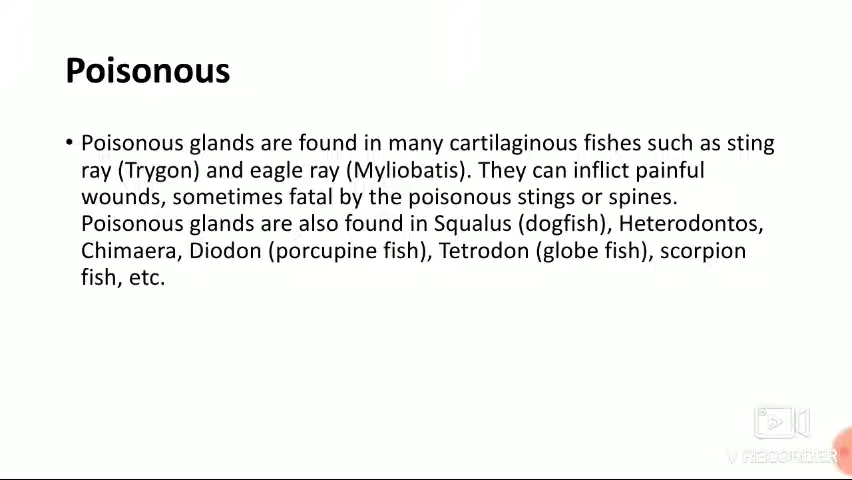 Poisonous
• Poisonous glands are found in many cartilaginous fishes such as sting
ray (Trygon) and eagle ray (Myliobatis). They can inflict painful
wounds, sometimes fatal by the poisonous stings or spines.
Poisonous glands are also found in Squalus (dogfish), Heterodontos,
Chimaera, Diodon (porcupine fish), Tetrodon (globe fish), scorpion
fish, etc.
V RECORDER